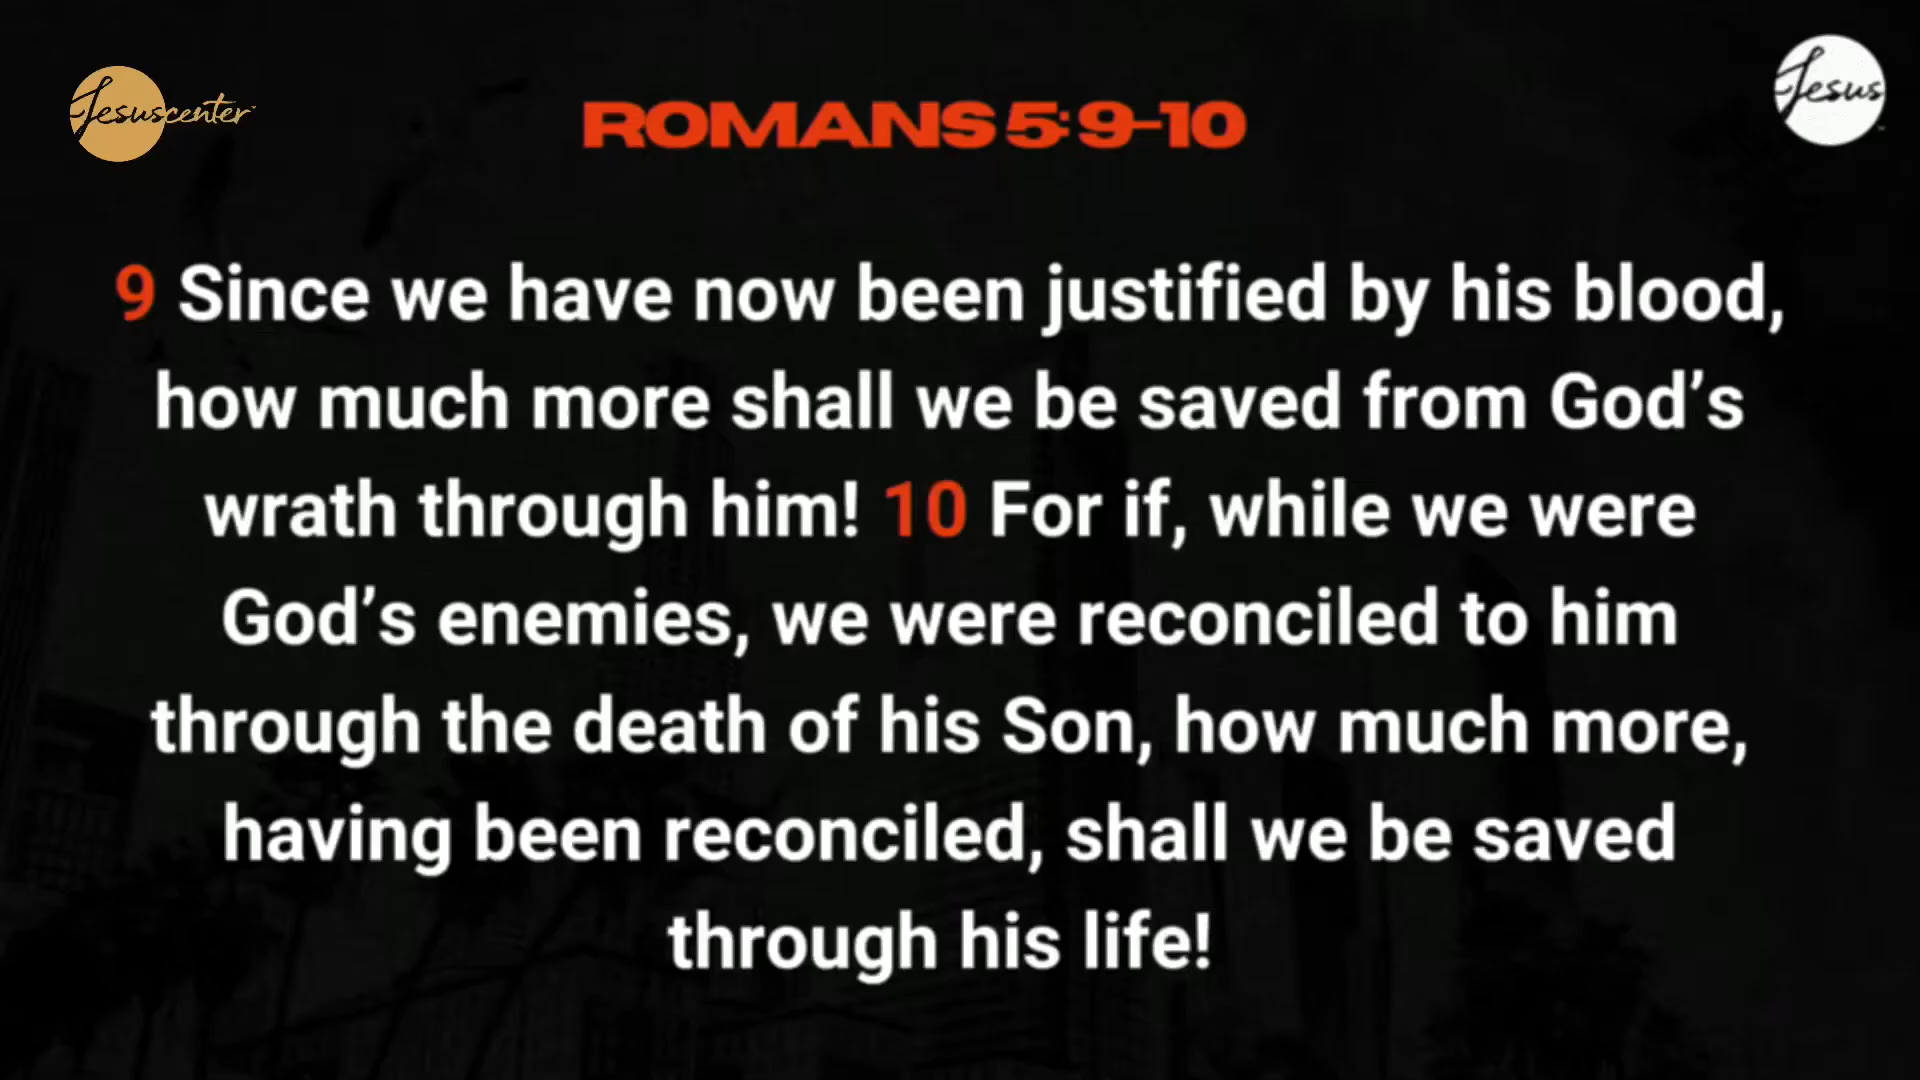 Jesuscenter
Jesus
ROMANS 5: 9-10
9 Since we have now been justified by his blood,
how much more shall we be saved from God’s
wrath through him! 10 For if, while we were
God’s enemies, we were reconciled to him
through the death of his Son, how much more,
having been reconciled, shall we be saved
through his life!